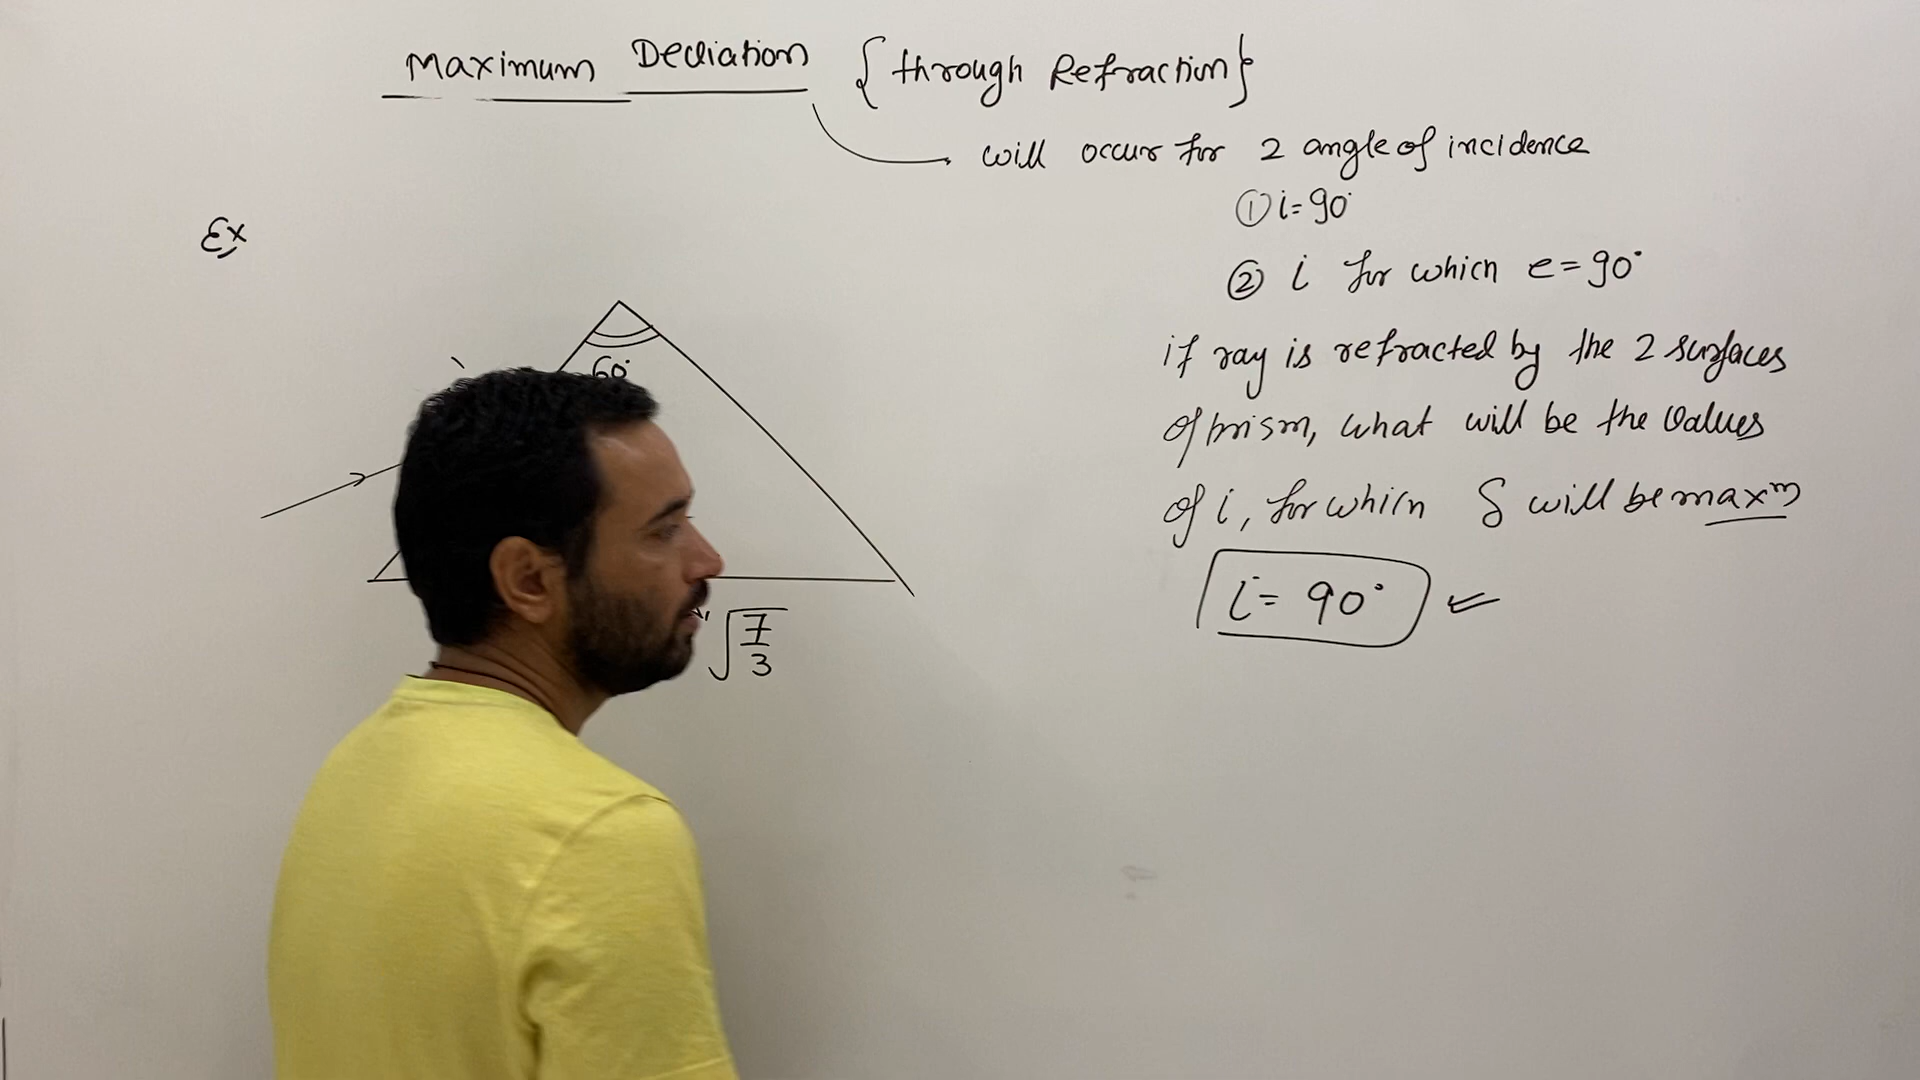 Maximum Deviation {through Refraction}
will occur for 2 angle of incidence
① i=90°
② i for which e=90°
Ex
if ray is refracted by the 2 surfaces
of prism, what will be the values
of i, for which δ will be maxm
60°
i= 90°
√7/3